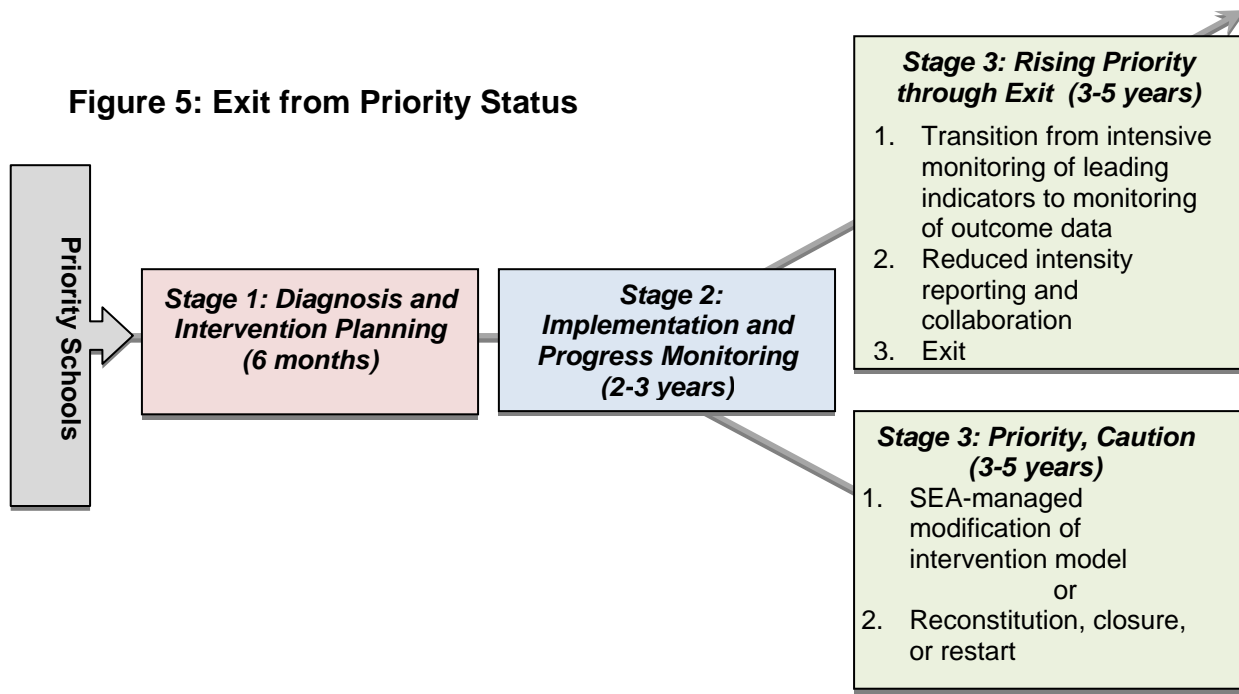 Figure 5: Exit from Priority Status
Priority Schools
Stage 1: Diagnosis and
Intervention Planning
(6 months)
Stage 2:
Implementation and
Progress Monitoring
(2-3 years)
Stage 3: Rising Priority
through Exit (3-5 years)
1. Transition from intensive
monitoring of leading
indicators to monitoring
of outcome data
2. Reduced intensity
reporting and
collaboration
3. Exit
Stage 3: Priority, Caution
(3-5 years)
1. SEA-managed
modification of
intervention model
or
2. Reconstitution, closure,
or restart